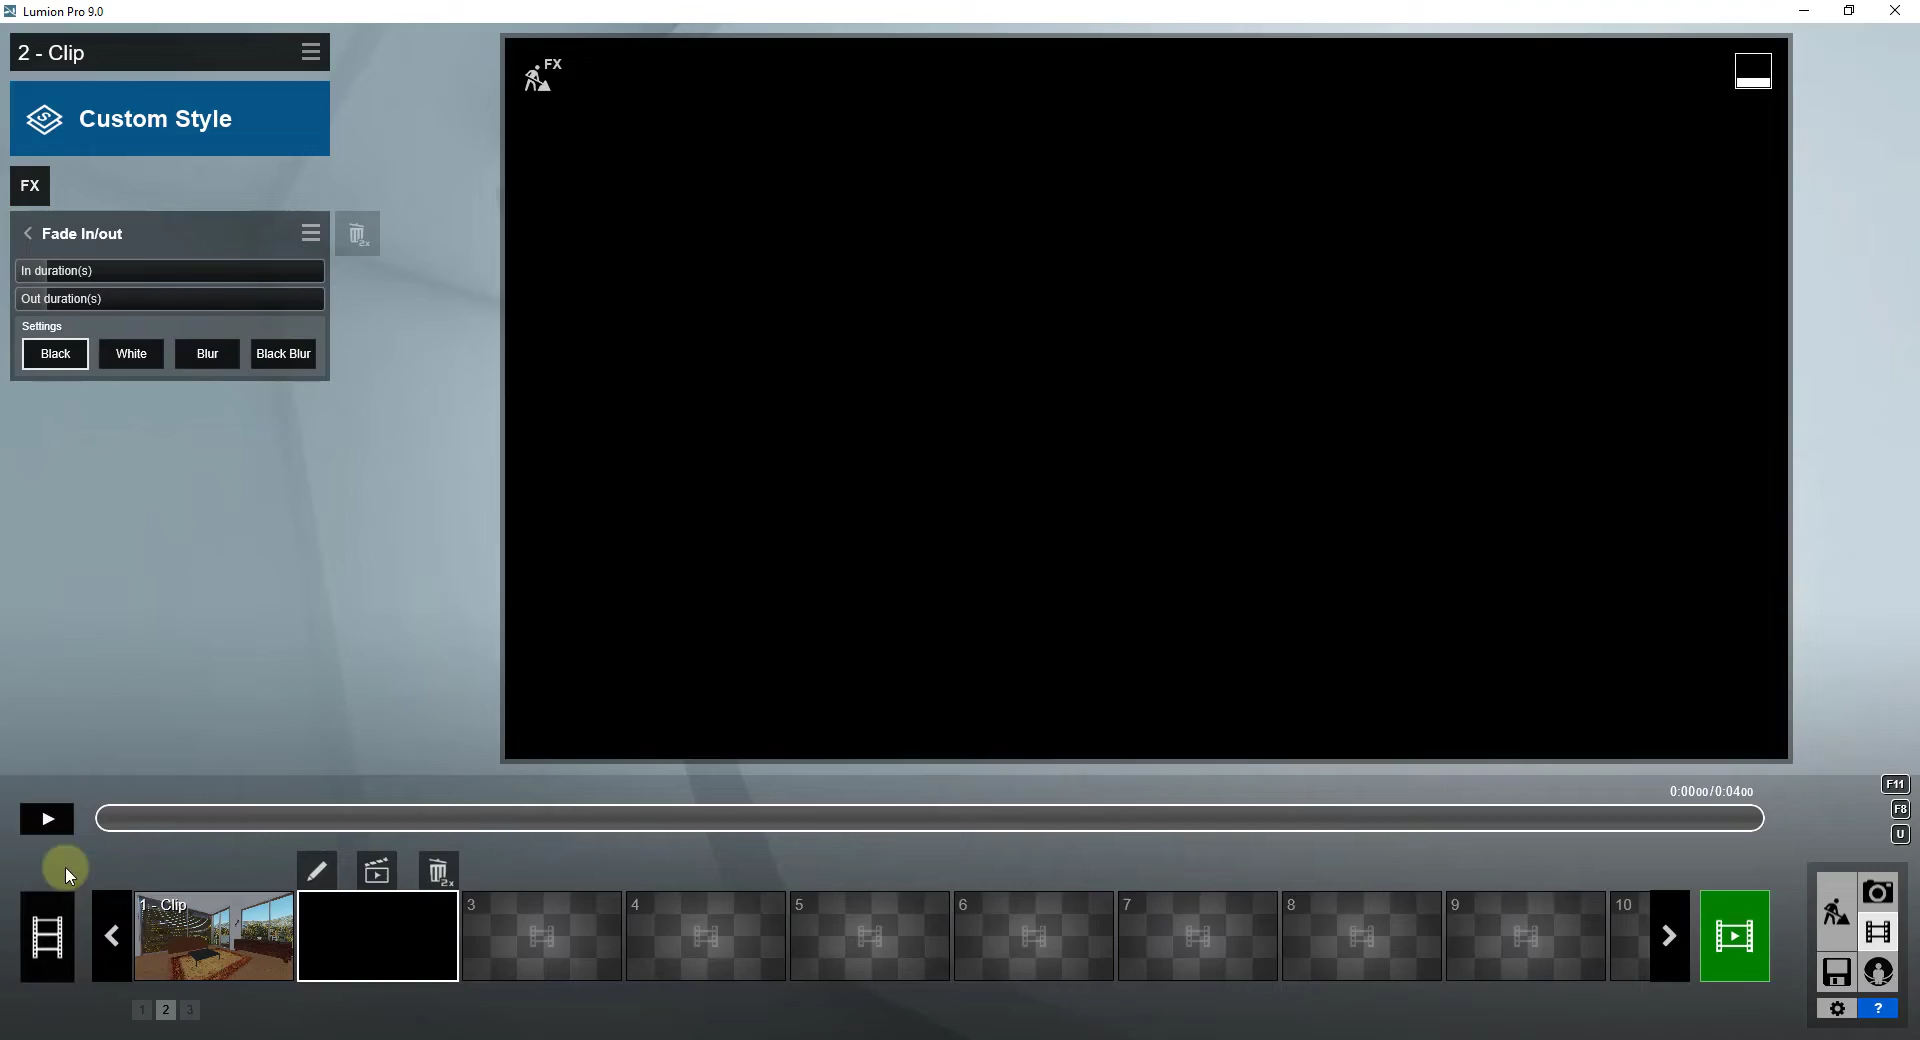 Lumion Pro 9.0
2 - Clip
Custom Style
FX
Fade In/out
2x
In duration(s)
Out duration(s)
Settings
Black White Blur Black Blur
FX
0:0000/0:0400
F11
F8
U
2x
1 - Clip
3 4 5 6 7 8 9 10
1 2 3
?